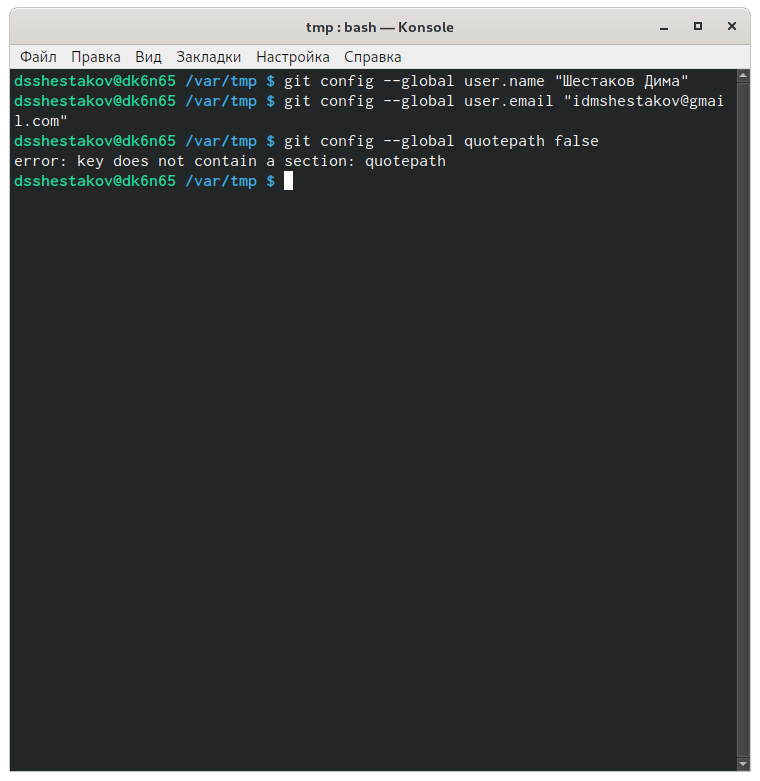 tmp : bash — Konsole
Файл Правка Вид Закладки Настройка Справка
dsshestakov@dk6n65 /var/tmp $ git config --global user.name "Шестаков Дима"
dsshestakov@dk6n65 /var/tmp $ git config --global user.email "idmshestakov@gmai
l.com"
dsshestakov@dk6n65 /var/tmp $ git config --global quotepath false
error: key does not contain a section: quotepath
dsshestakov@dk6n65 /var/tmp $